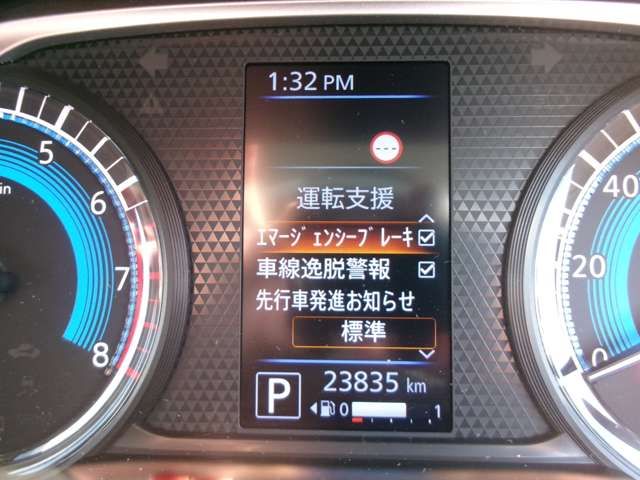 1:32 PM
運転支援
ｴﾏｰｼﾞｪﾝｼｰﾌﾞﾚｰｷ
車線逸脱警報
先行車発進お知らせ
標準
P
23835 km
0 1
5
in
6
7
8
40
20
0